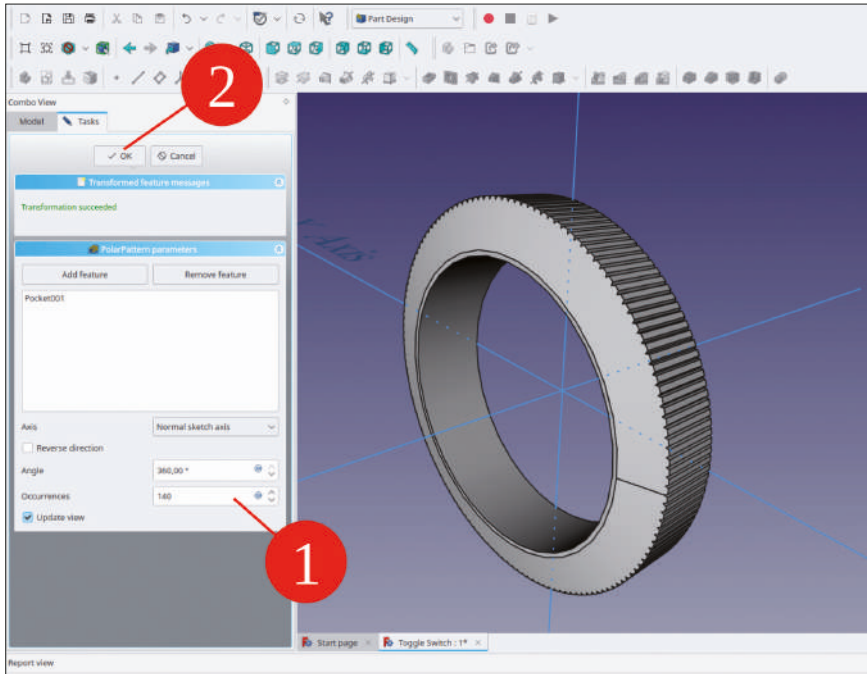 Part Design
Combo View
Model
Tasks
2
OK
Cancel
Transformed feature messages
Transformation succeeded
PolarPattern parameters
Add feature
Remove feature
Pocket001
Axis
Normal sketch axis
Reverse direction
Angle
360,00 °
Occurrences
140
Update view
1
Axis
Start page
Toggle Switch : 1*
Report view